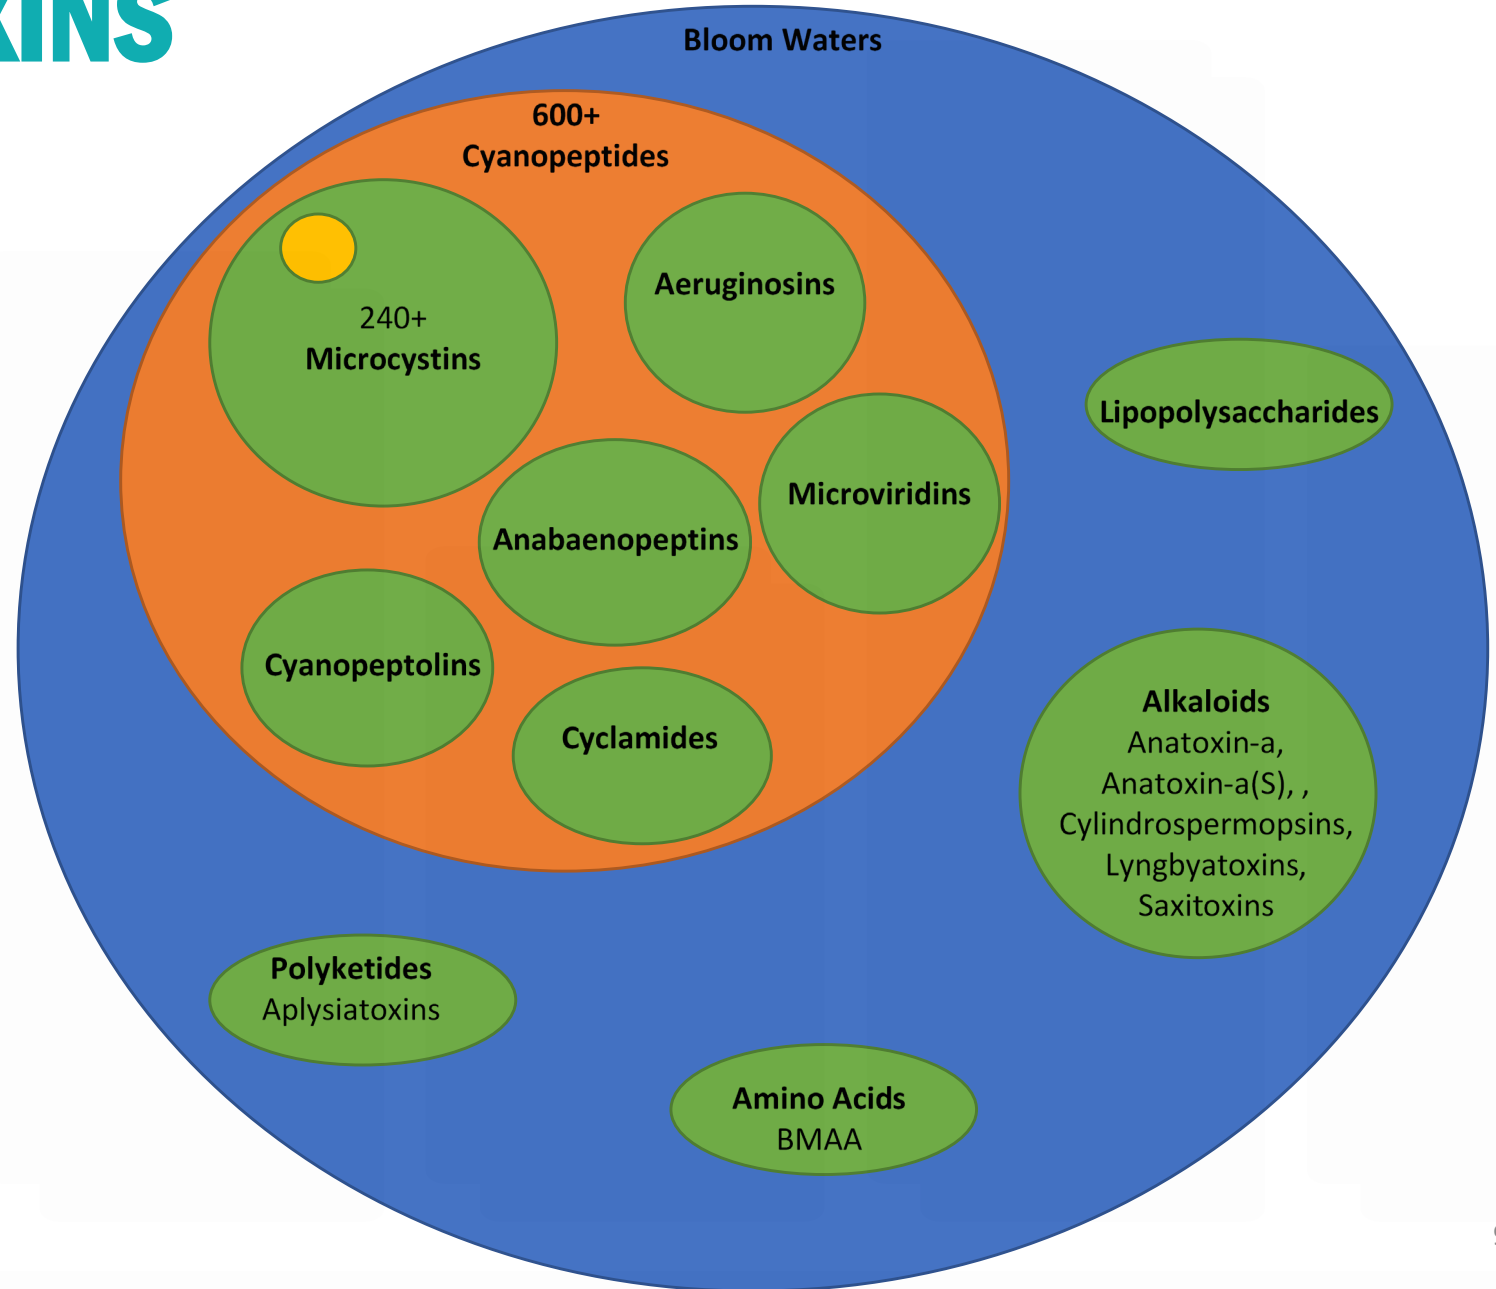 XINS
Bloom Waters
600+
Cyanopeptides
240+
Microcystins
Aeruginosins
Lipopolysaccharides
Microviridins
Anabaenopeptins
Cyanopeptolins
Cyclamides
Alkaloids
Anatoxin-a,
Anatoxin-a(S), ,
Cylindrospermopsins,
Lyngbyatoxins,
Saxitoxins
Polyketides
Aplysiatoxins
Amino Acids
BMAA